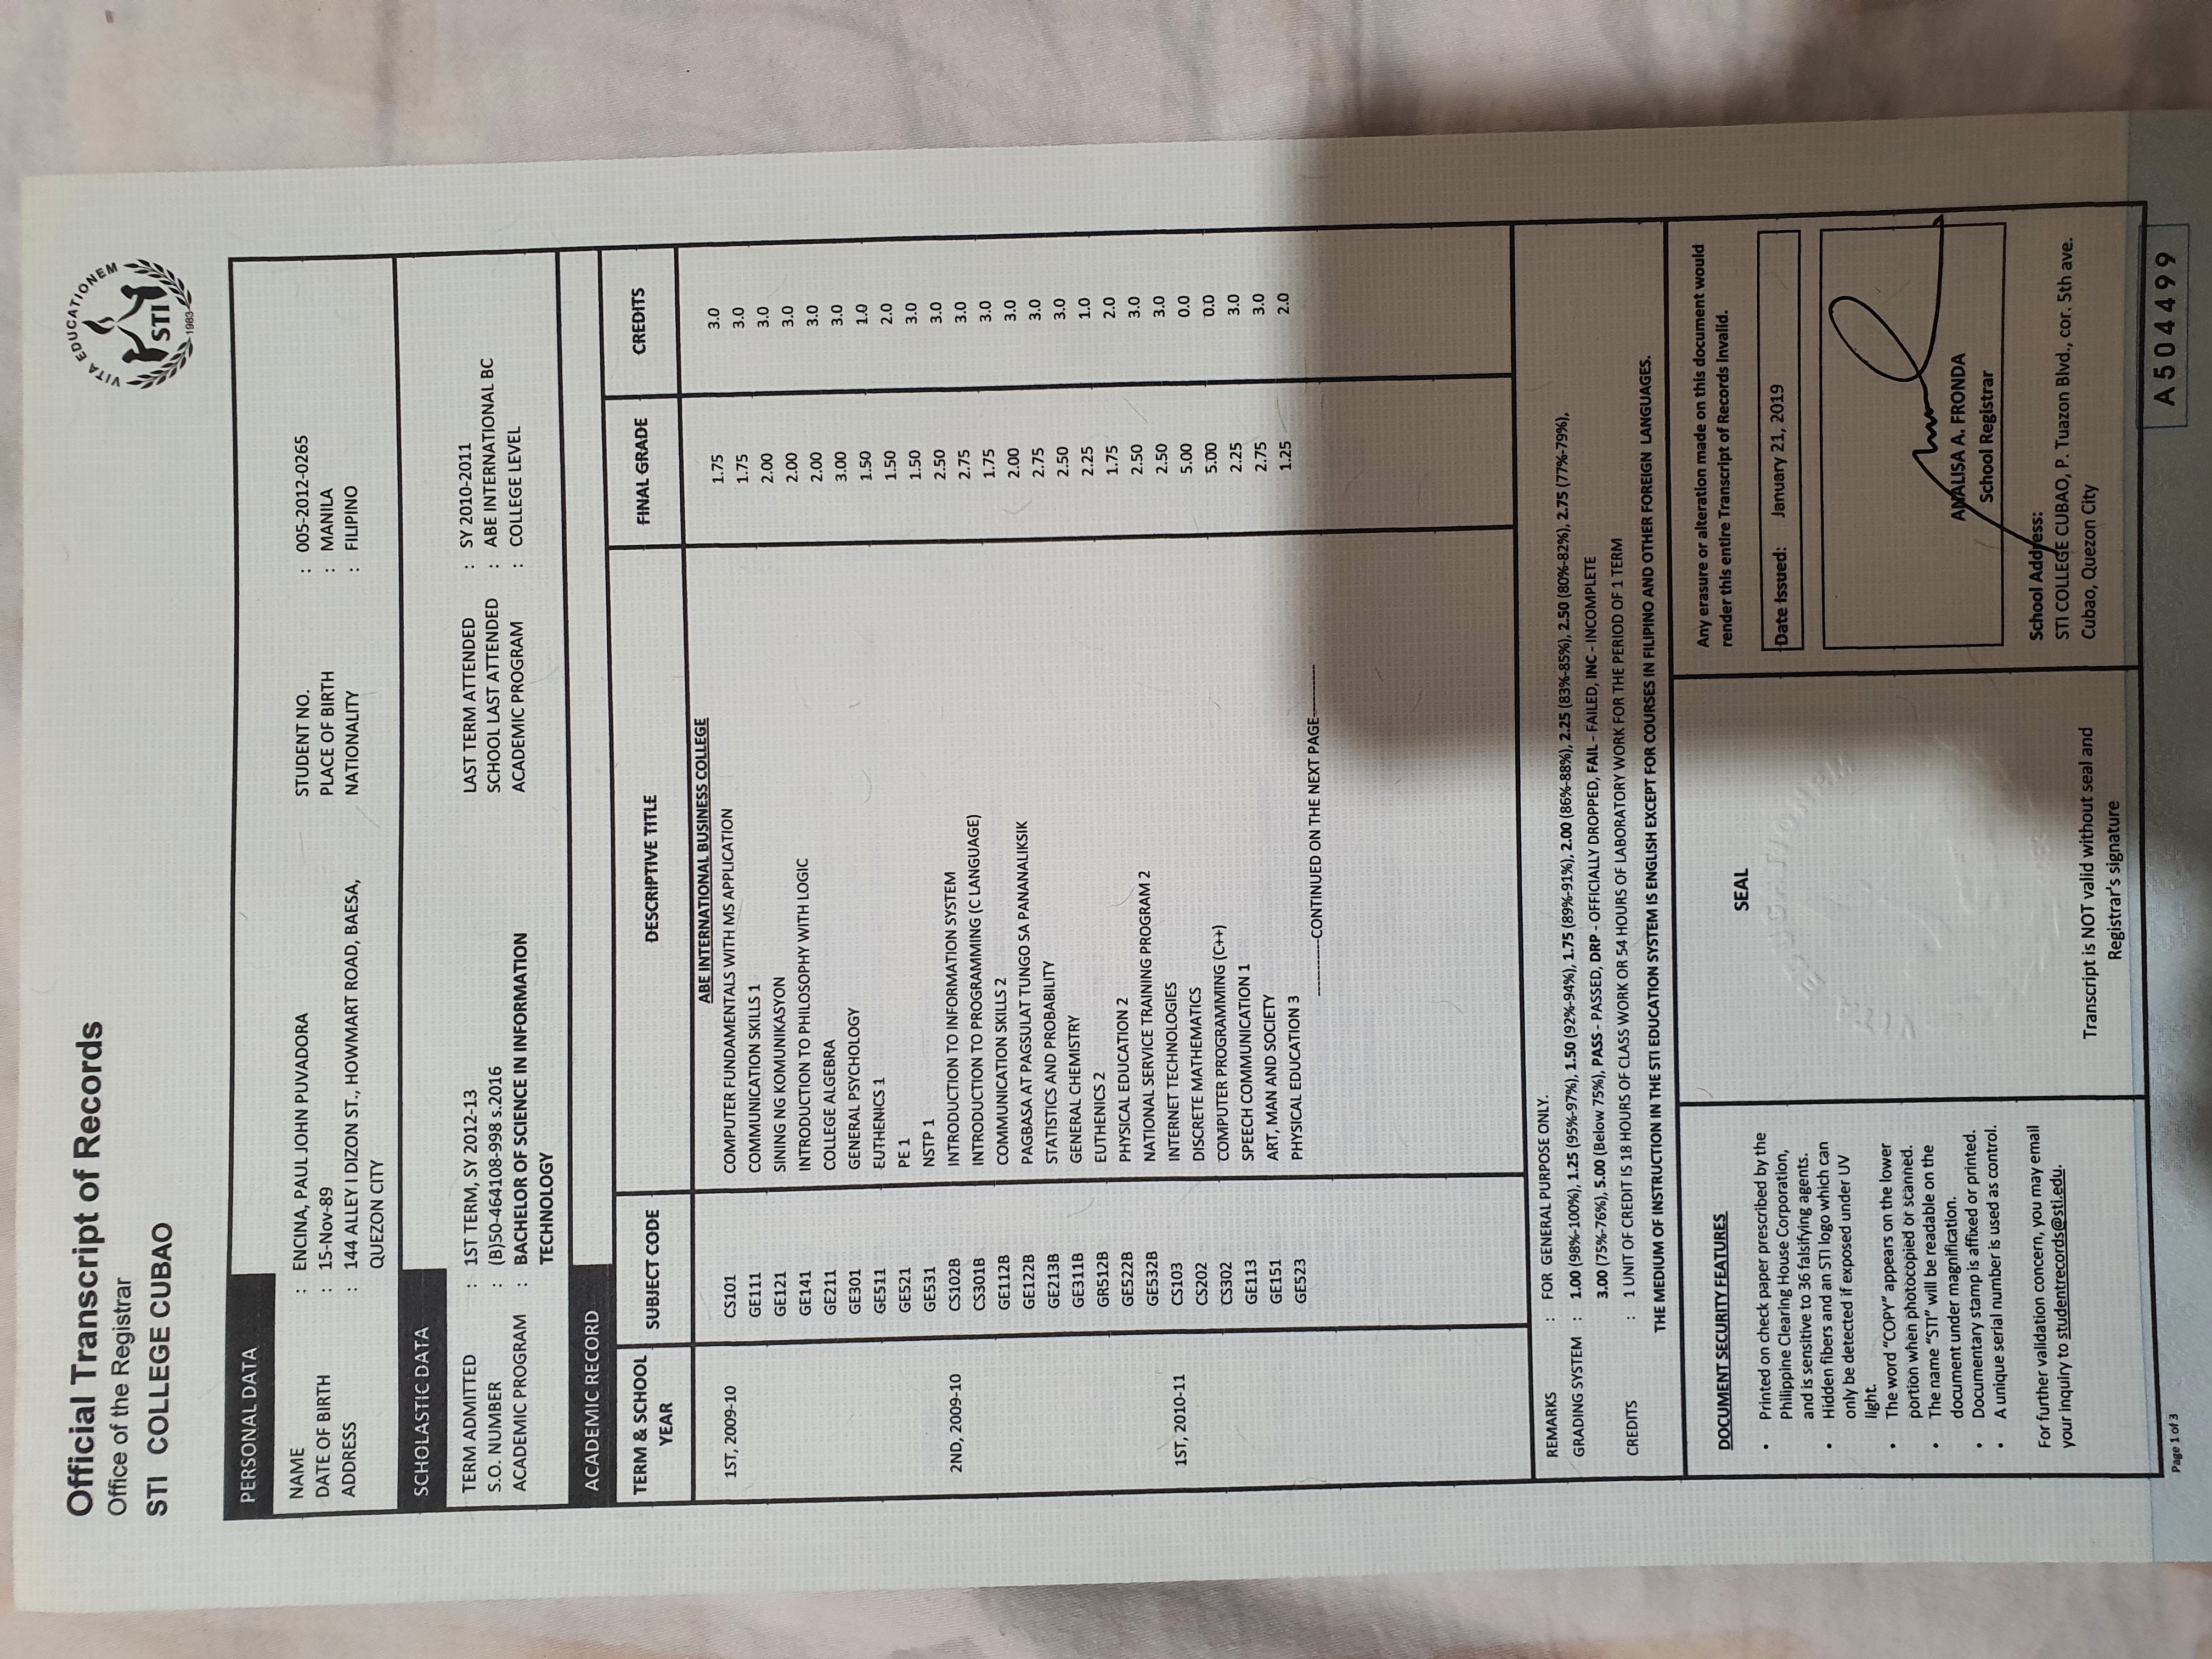 Official Transcript of Records
Office of the Registrar
STI COLLEGE CUBAO
VITA EDUCATIONEM
STI
1983
PERSONAL DATA
NAME : ENCINA, PAUL JOHN PUVADORA STUDENT NO. : 005-2012-0265
DATE OF BIRTH : 15-Nov-89 PLACE OF BIRTH : MANILA
ADDRESS : 144 ALLEY I DIZON ST., HOWMART ROAD, BAESA, NATIONALITY : FILIPINO
QUEZON CITY
SCHOLASTIC DATA
TERM ADMITTED : 1ST TERM, SY 2012-13 LAST TERM ATTENDED : SY 2010-2011
S.O. NUMBER : (B)50-464108-998 s.2016 SCHOOL LAST ATTENDED : ABE INTERNATIONAL BC
ACADEMIC PROGRAM : BACHELOR OF SCIENCE IN INFORMATION ACADEMIC PROGRAM : COLLEGE LEVEL
TECHNOLOGY
ACADEMIC RECORD
TERM & SCHOOL YEAR SUBJECT CODE DESCRIPTIVE TITLE FINAL GRADE CREDITS
ABE INTERNATIONAL BUSINESS COLLEGE
1ST, 2009-10 CS101 COMPUTER FUNDAMENTALS WITH MS APPLICATION 1.75 3.0
GE111 COMMUNICATION SKILLS 1 1.75 3.0
GE121 SINING NG KOMUNIKASYON 2.00 3.0
GE141 INTRODUCTION TO PHILOSOPHY WITH LOGIC 2.00 3.0
GE211 COLLEGE ALGEBRA 2.00 3.0
GE301 GENERAL PSYCHOLOGY 3.00 3.0
GE511 EUTHENICS 1 1.50 1.0
GE521 PE 1 1.50 2.0
GE531 NSTP 1 1.50 3.0
2ND, 2009-10 CS102B INTRODUCTION TO INFORMATION SYSTEM 2.50 3.0
CS301B INTRODUCTION TO PROGRAMMING (C LANGUAGE) 2.75 3.0
GE112B COMMUNICATION SKILLS 2 1.75 3.0
GE122B PAGBASA AT PAGSULAT TUNGO SA PANANALIKSIK 2.00 3.0
GE213B STATISTICS AND PROBABILITY 2.75 3.0
GE311B GENERAL CHEMISTRY 2.50 3.0
GR512B EUTHENICS 2 2.25 1.0
GE522B PHYSICAL EDUCATION 2 1.75 2.0
GE532B NATIONAL SERVICE TRAINING PROGRAM 2 2.50 3.0
1ST, 2010-11 CS103 INTERNET TECHNOLOGIES 2.50 3.0
CS202 DISCRETE MATHEMATICS 5.00 0.0
CS302 COMPUTER PROGRAMMING (C++) 5.00 0.0
GE113 SPEECH COMMUNICATION 1 2.25 3.0
GE151 ART, MAN AND SOCIETY 2.75 3.0
GE523 PHYSICAL EDUCATION 3 1.25 2.0
-----------CONTINUED ON THE NEXT PAGE----------
REMARKS : FOR GENERAL PURPOSE ONLY.
GRADING SYSTEM : 1.00 (98%-100%), 1.25 (95%-97%), 1.50 (92%-94%), 1.75 (89%-91%), 2.00 (86%-88%), 2.25 (83%-85%), 2.50 (80%-82%), 2.75 (77%-79%),
3.00 (75%-76%), 5.00 (Below 75%), PASS - PASSED, DRP - OFFICIALLY DROPPED, FAIL - FAILED, INC - INCOMPLETE
CREDITS : 1 UNIT OF CREDIT IS 18 HOURS OF CLASS WORK OR 54 HOURS OF LABORATORY WORK FOR THE PERIOD OF 1 TERM
THE MEDIUM OF INSTRUCTION IN THE STI EDUCATION SYSTEM IS ENGLISH EXCEPT FOR COURSES IN FILIPINO AND OTHER FOREIGN LANGUAGES.
DOCUMENT SECURITY FEATURES
• Printed on check paper prescribed by the
Philippine Clearing House Corporation,
and is sensitive to 36 falsifying agents.
• Hidden fibers and an STI logo which can
only be detected if exposed under UV
light.
• The word "COPY" appears on the lower
portion when photocopied or scanned.
• The name "STI" will be readable on the
document under magnification.
• Documentary stamp is affixed or printed.
• A unique serial number is used as control.
For further validation concern, you may email
your inquiry to studentrecords@sti.edu.
SEAL
VITA EDUCATIONEM
Transcript is NOT valid without seal and
Registrar's signature
Any erasure or alteration made on this document would
render this entire Transcript of Records invalid.
Date Issued: January 21, 2019
ANALISA A. FRONDA
School Registrar
School Address:
STI COLLEGE CUBAO, P. Tuazon Blvd., cor. 5th ave.
Cubao, Quezon City
Page 1 of 3
A504499